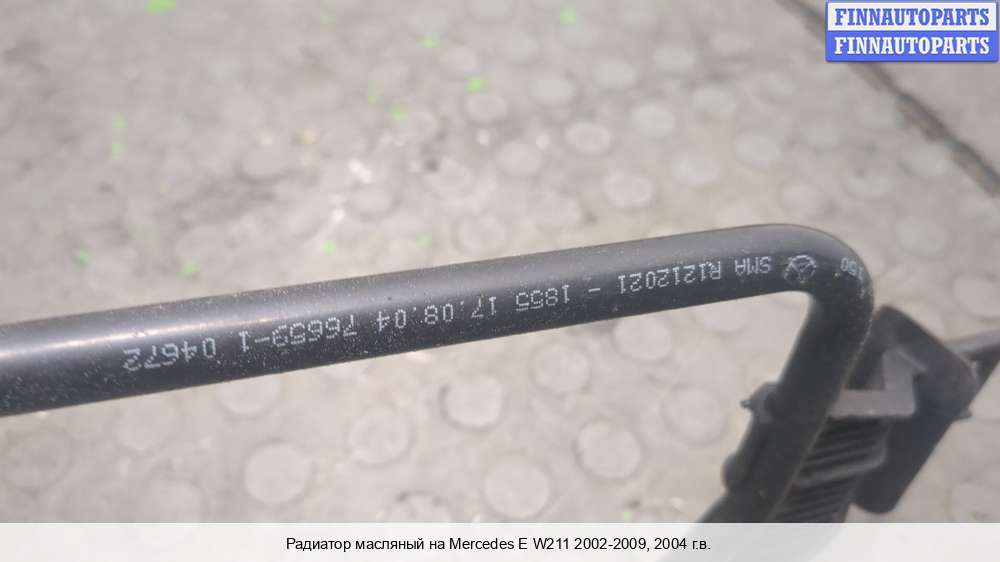 FINNAUTOPARTS
FINNAUTOPARTS
150 SMA R1212021 - 1855 17.08.04 76659-1 04672
Радиатор масляный на Mercedes E W211 2002-2009, 2004 г.в.